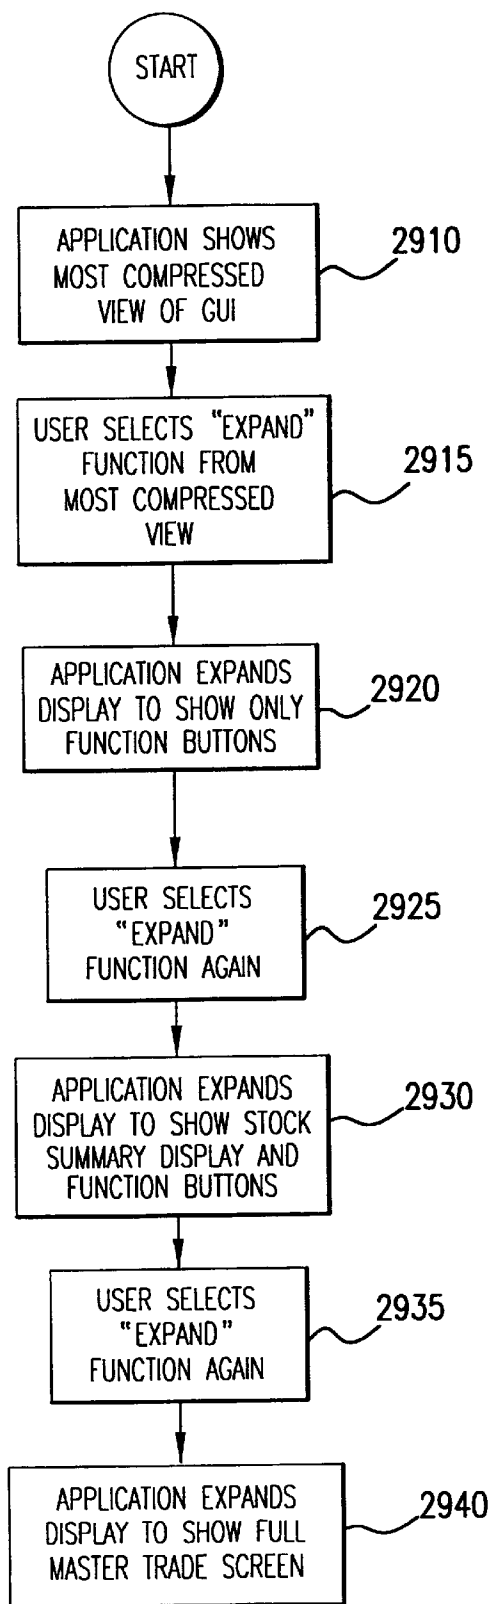 START
APPLICATION SHOWS
MOST COMPRESSED
VIEW OF GUI
2910
USER SELECTS "EXPAND"
FUNCTION FROM
MOST COMPRESSED
VIEW
2915
APPLICATION EXPANDS
DISPLAY TO SHOW ONLY
FUNCTION BUTTONS
2920
USER SELECTS
"EXPAND"
FUNCTION AGAIN
2925
APPLICATION EXPANDS
DISPLAY TO SHOW STOCK
SUMMARY DISPLAY AND
FUNCTION BUTTONS
2930
USER SELECTS
"EXPAND"
FUNCTION AGAIN
2935
APPLICATION EXPANDS
DISPLAY TO SHOW FULL
MASTER TRADE SCREEN
2940